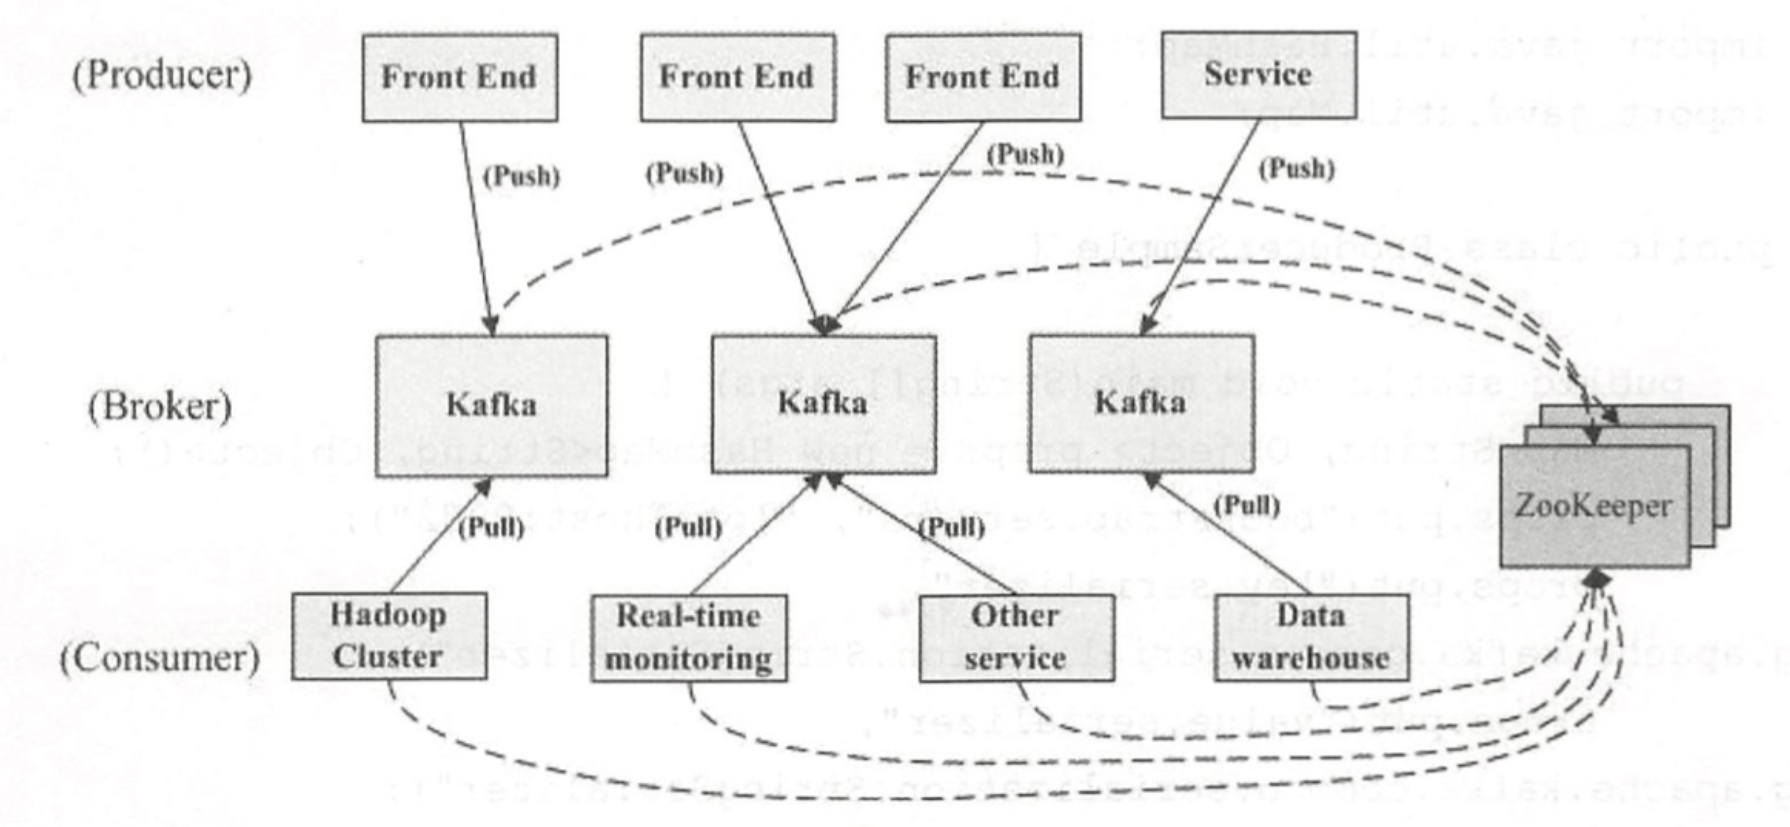 (Producer)
Front End
Front End
Front End
Service
(Push)
(Push)
(Push)
(Push)
(Broker)
Kafka
Kafka
Kafka
ZooKeeper
(Pull)
(Pull)
(Pull)
(Pull)
(Consumer)
Hadoop
Cluster
Real-time
monitoring
Other
service
Data
warehouse